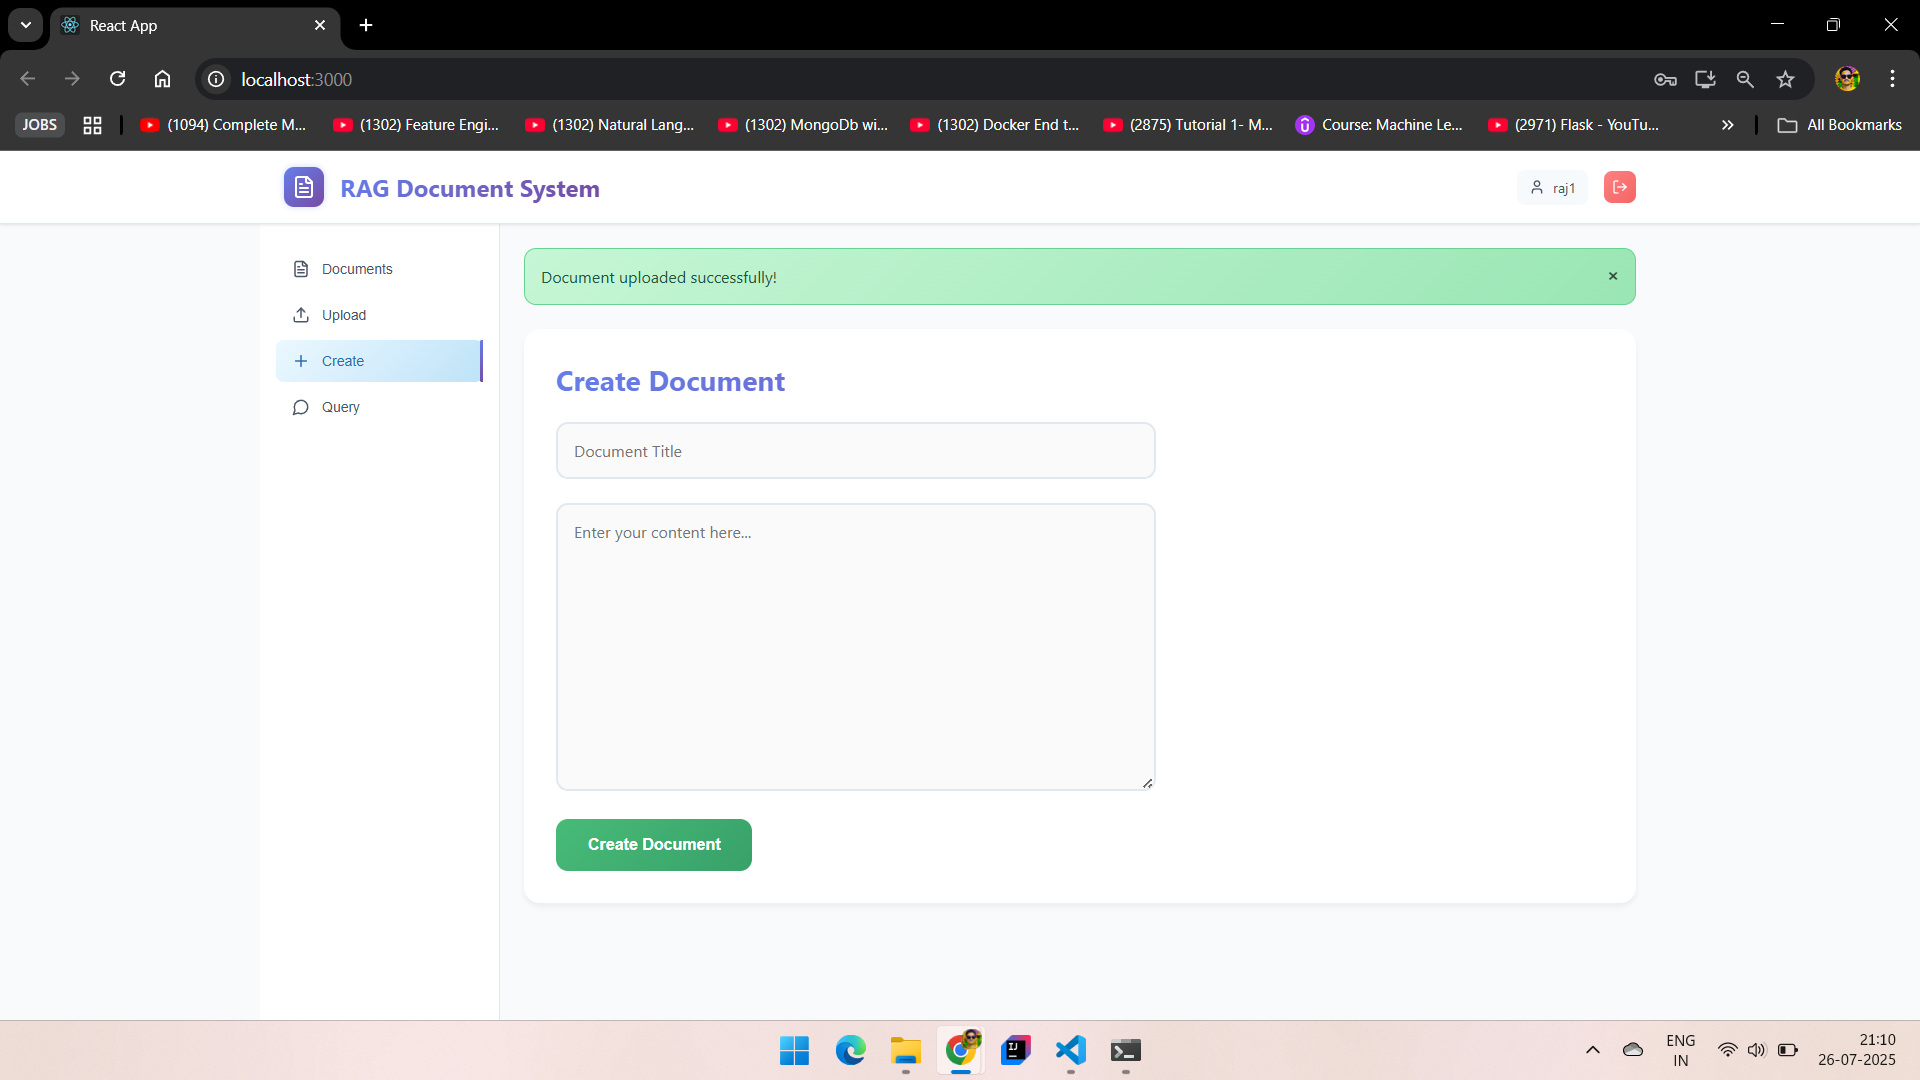 React App
localhost:3000
JOBS
(1094) Complete M...
(1302) Feature Engi...
(1302) Natural Lang...
(1302) MongoDb wi...
(1302) Docker End t...
(2875) Tutorial 1- M...
Course: Machine Le...
(2971) Flask - YouTu...
All Bookmarks
RAG Document System
raj1
Documents
Upload
Create
Query
Document uploaded successfully!
Create Document
Document Title
Enter your content here...
Create Document
ENG
IN
21:10
26-07-2025